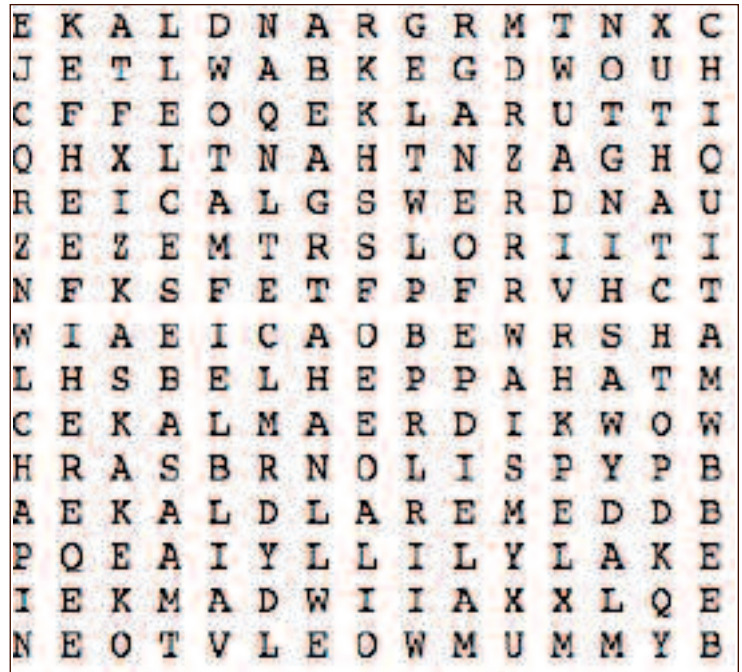 E K A L D N A R G R M T N X C
J E T L W A B K E G D W O U H
C F F E O Q E K L A R U T T I
Q H X L T N A H T N Z A G H Q
R E I C A L G S W E R D N A U
Z E Z E M T R S L O R I I T I
N F K S F E T F P F R V H C T
W I A E I C A O B E W R S H A
L H S B E L H E P P A H A T M
C E K A L M A E R D I K W O W
H R A S B R N O L I S P Y P B
A E K A L D L A R E M E D D B
P Q E A I Y L L I L Y L A K E
I E K M A D W I I A X X L Q E
N E O T V L E O W M U M M Y B